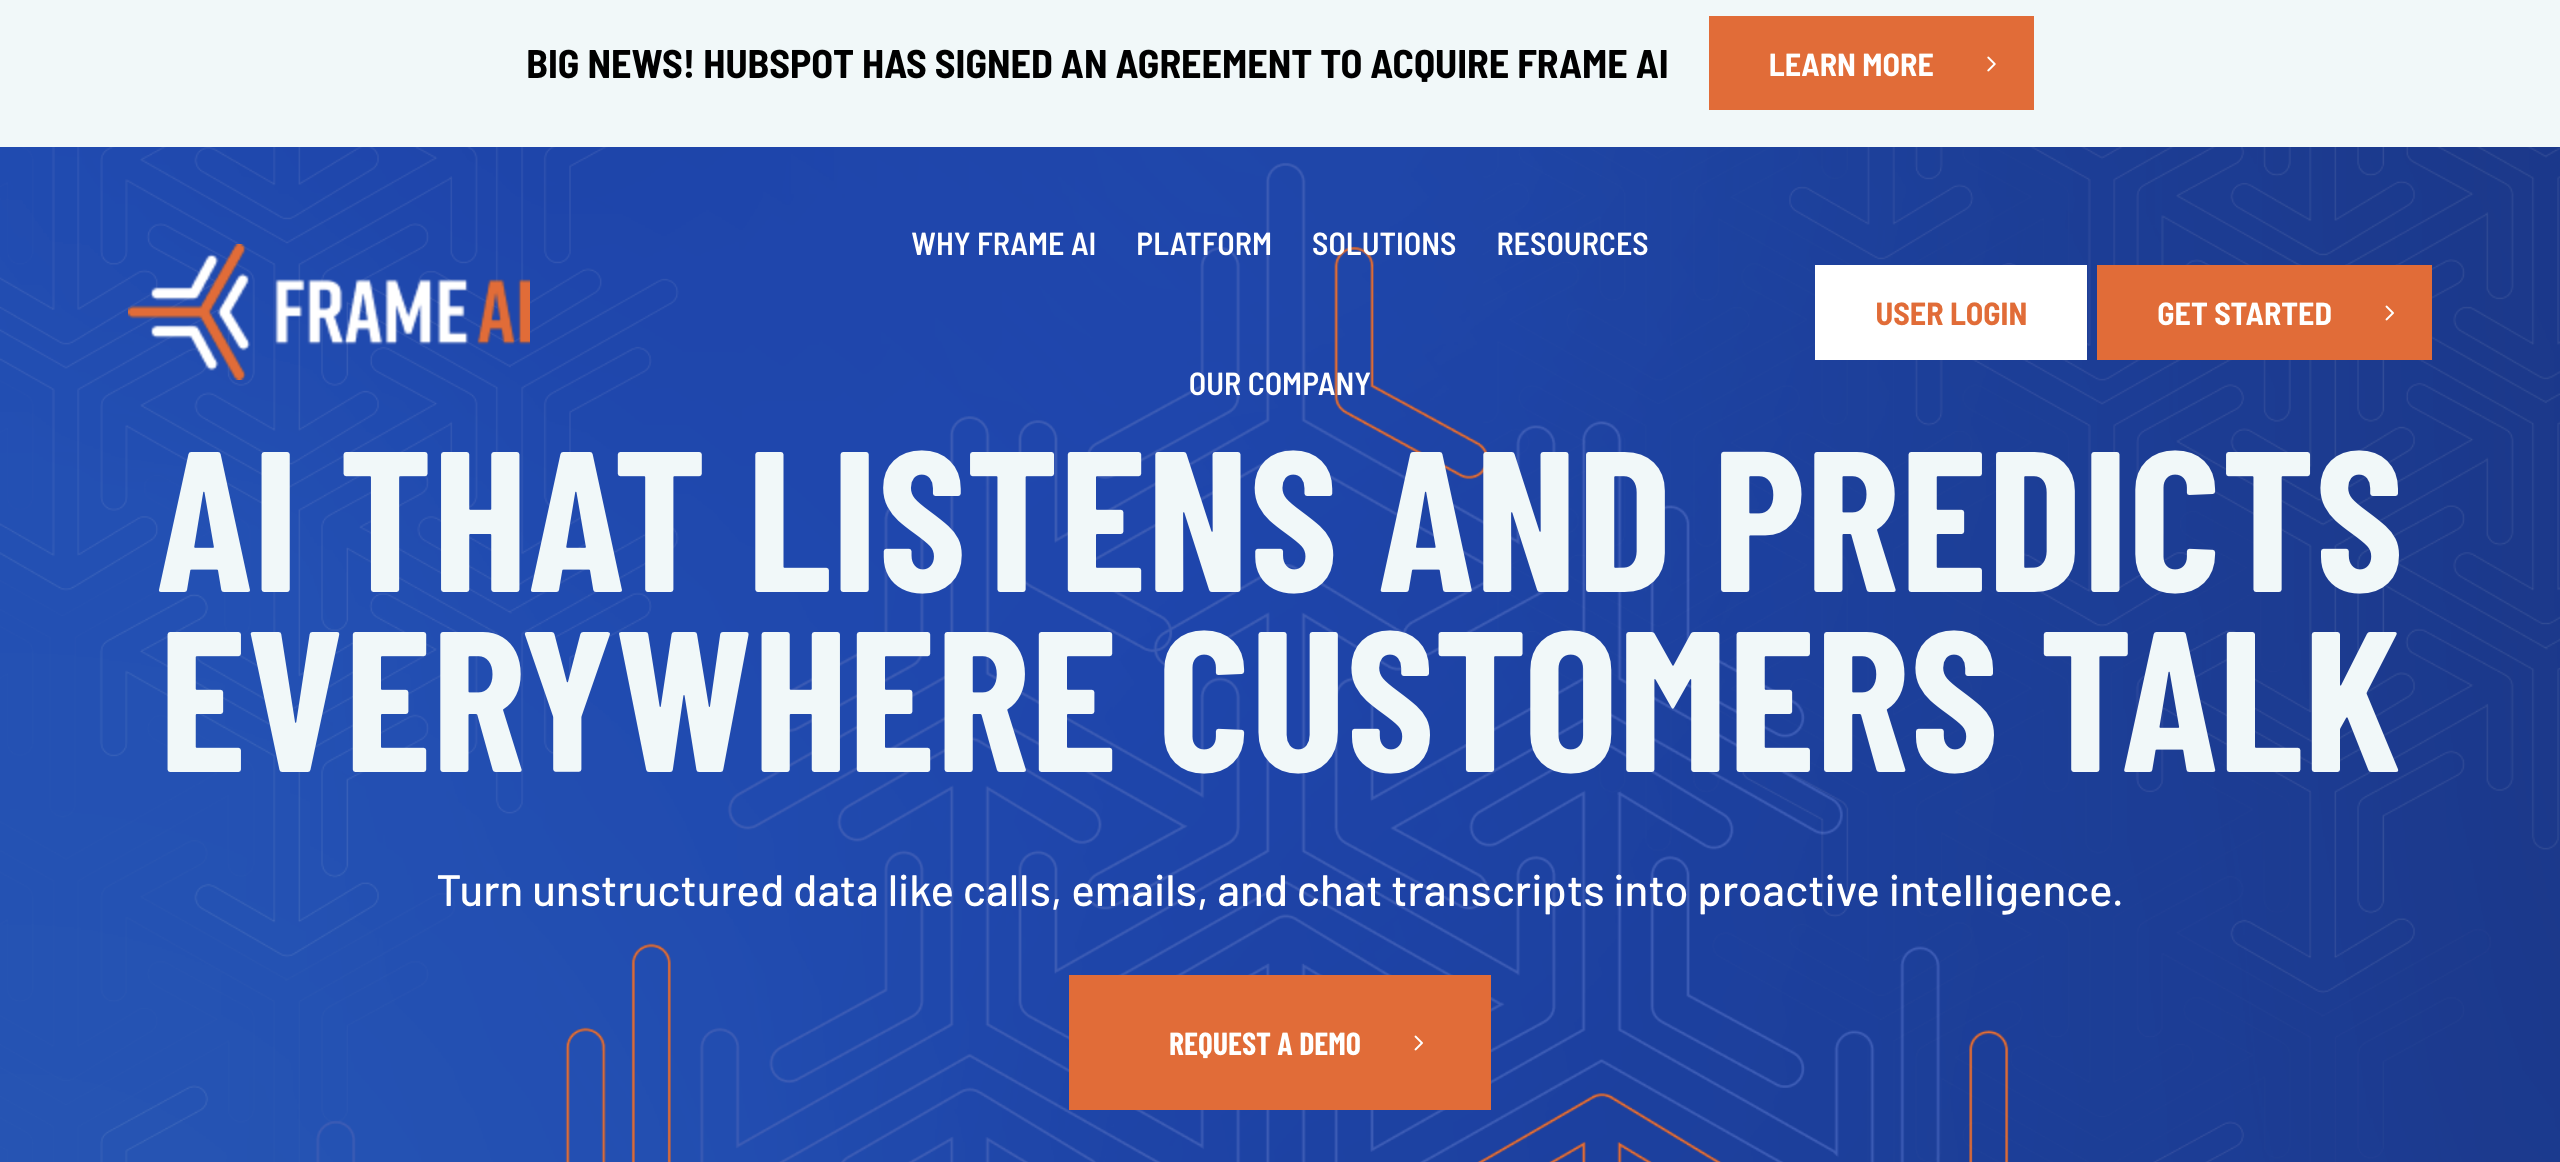 BIG NEWS! HUBSPOT HAS SIGNED AN AGREEMENT TO ACQUIRE FRAME AI
LEARN MORE
FRAME AI
WHY FRAME AI
PLATFORM
SOLUTIONS
RESOURCES
OUR COMPANY
USER LOGIN
GET STARTED
AI THAT LISTENS AND PREDICTS
EVERYWHERE CUSTOMERS TALK
Turn unstructured data like calls, emails, and chat transcripts into proactive intelligence.
REQUEST A DEMO